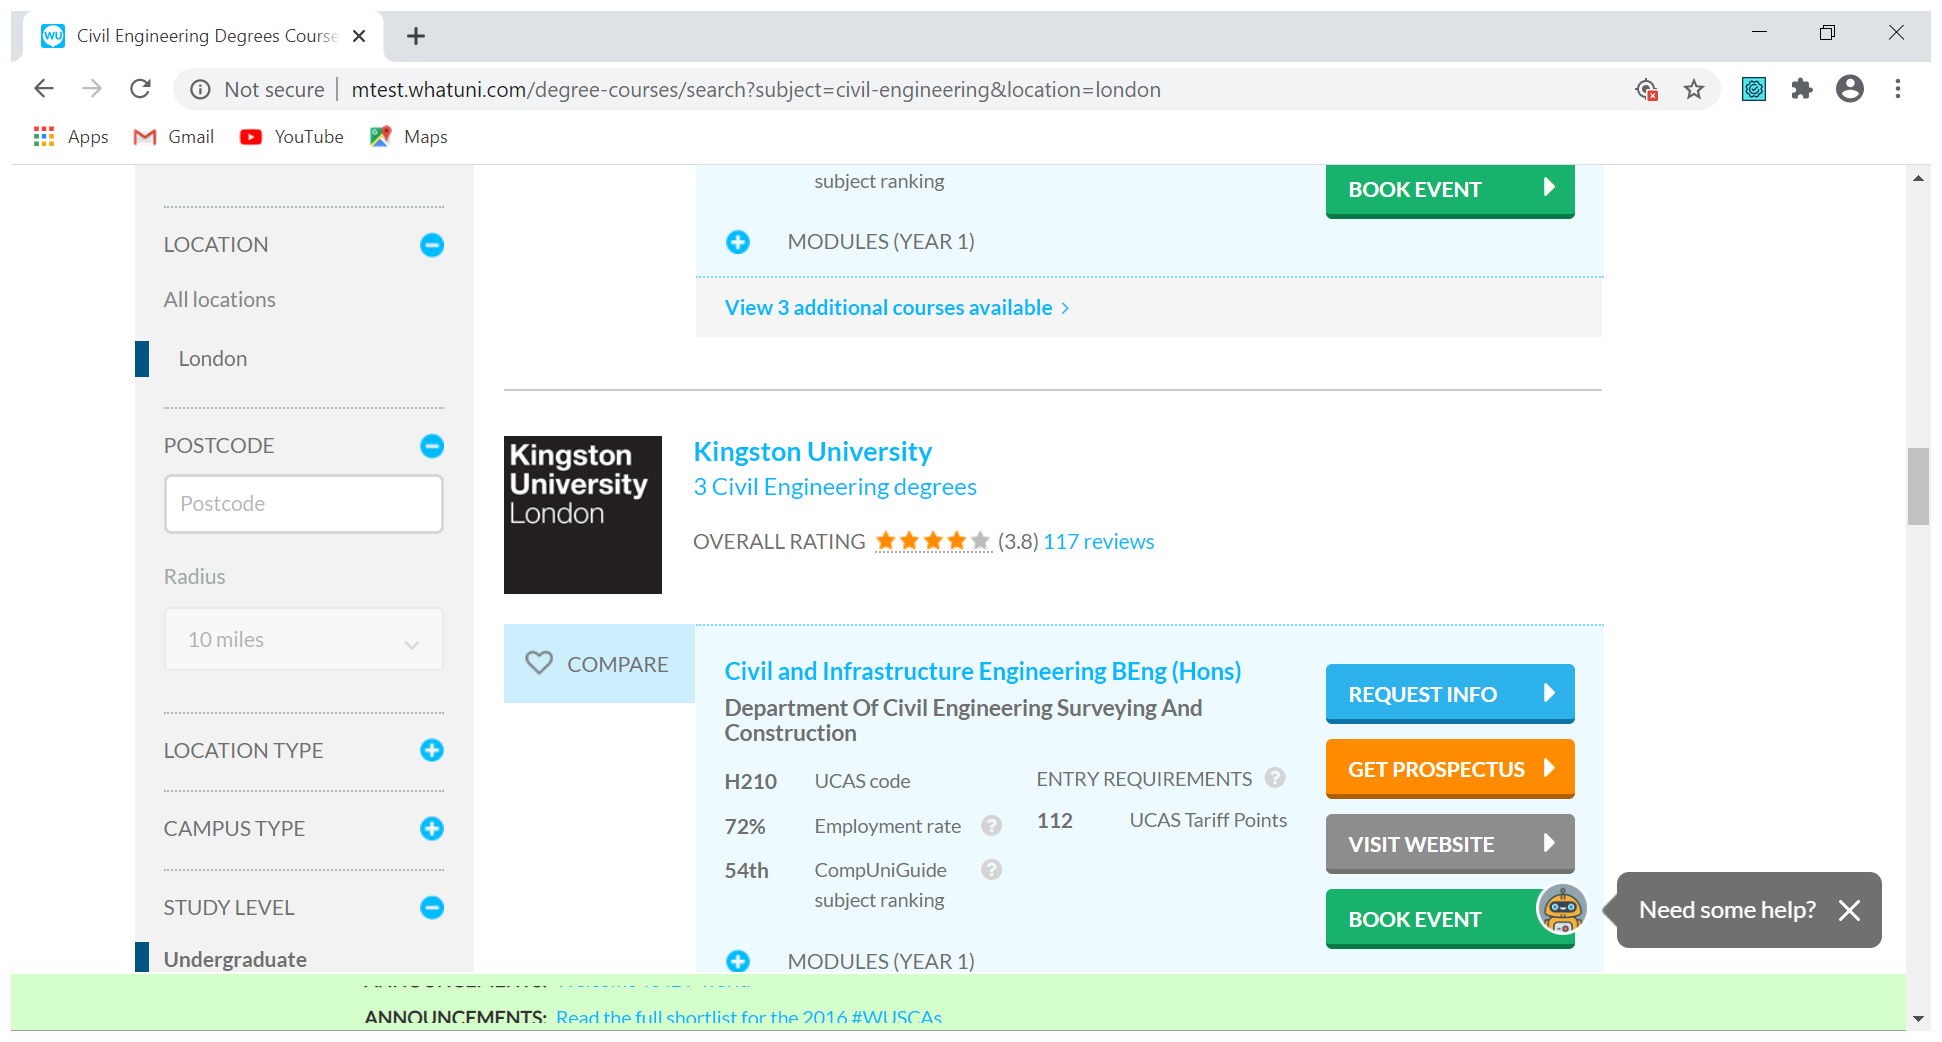 WU Civil Engineering Degrees Course
Not secure mtest.whatuni.com/degree-courses/search?subject=civil-engineering&location=london
Apps Gmail YouTube Maps
LOCATION
All locations
London
POSTCODE
Postcode
Radius
10 miles
LOCATION TYPE
CAMPUS TYPE
STUDY LEVEL
Undergraduate
subject ranking
BOOK EVENT
MODULES (YEAR 1)
View 3 additional courses available >
Kingston
University
London
Kingston University
3 Civil Engineering degrees
OVERALL RATING (3.8) 117 reviews
COMPARE
Civil and Infrastructure Engineering BEng (Hons)
Department Of Civil Engineering Surveying And
Construction
H210 UCAS code
72% Employment rate ?
54th CompUniGuide ?
subject ranking
ENTRY REQUIREMENTS ?
112 UCAS Tariff Points
REQUEST INFO
GET PROSPECTUS
VISIT WEBSITE
BOOK EVENT
MODULES (YEAR 1)
Need some help?
ANNOUNCEMENTS: Read the full shortlist for the 2016 #WUSCAs